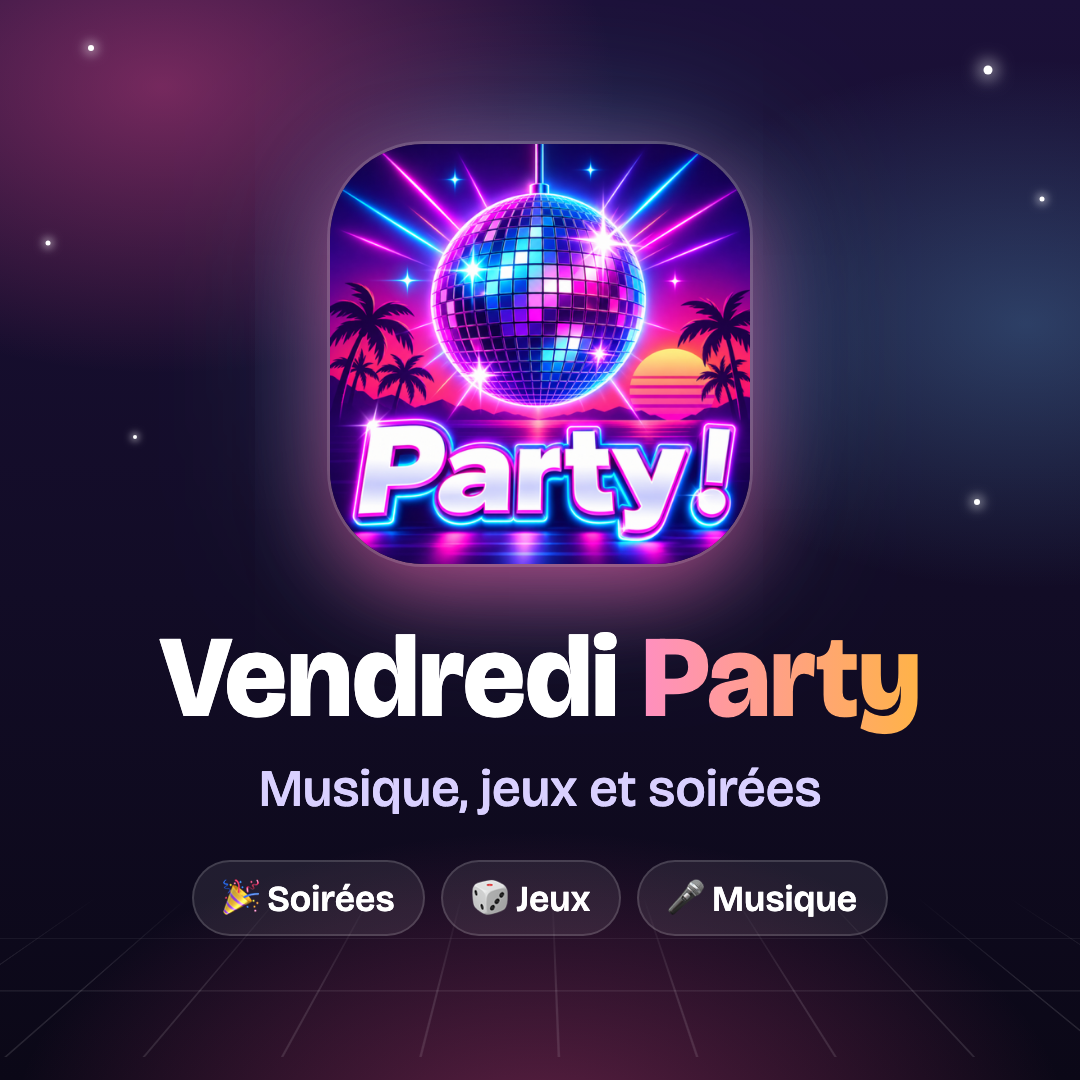 Party!
Vendredi Party
Musique, jeux et soirées
🎉 Soirées
🎲 Jeux
🎤 Musique